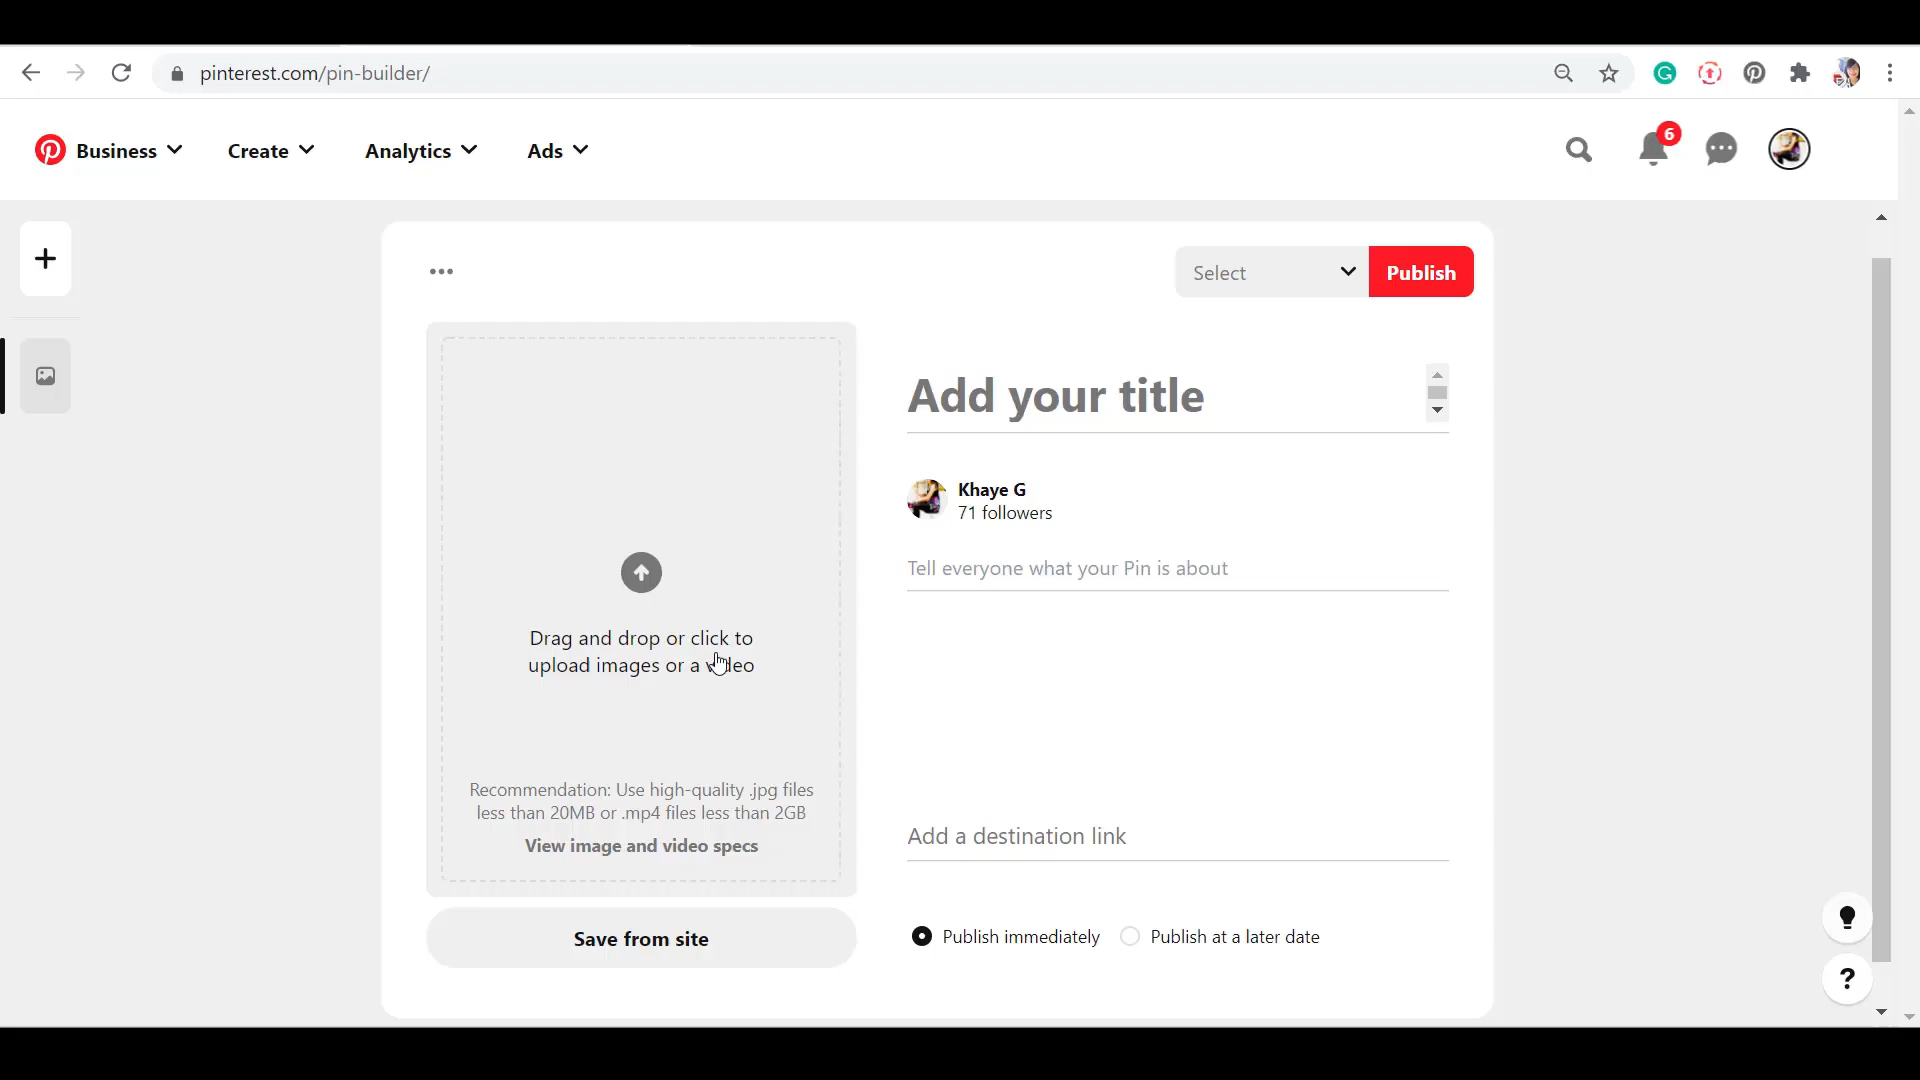 pinterest.com/pin-builder/
Business
Create
Analytics
Ads
6
Select
Publish
Add your title
Khaye G
71 followers
Tell everyone what your Pin is about
Drag and drop or click to
upload images or a video
Recommendation: Use high-quality .jpg files
less than 20MB or .mp4 files less than 2GB
View image and video specs
Add a destination link
Save from site
Publish immediately
Publish at a later date
?